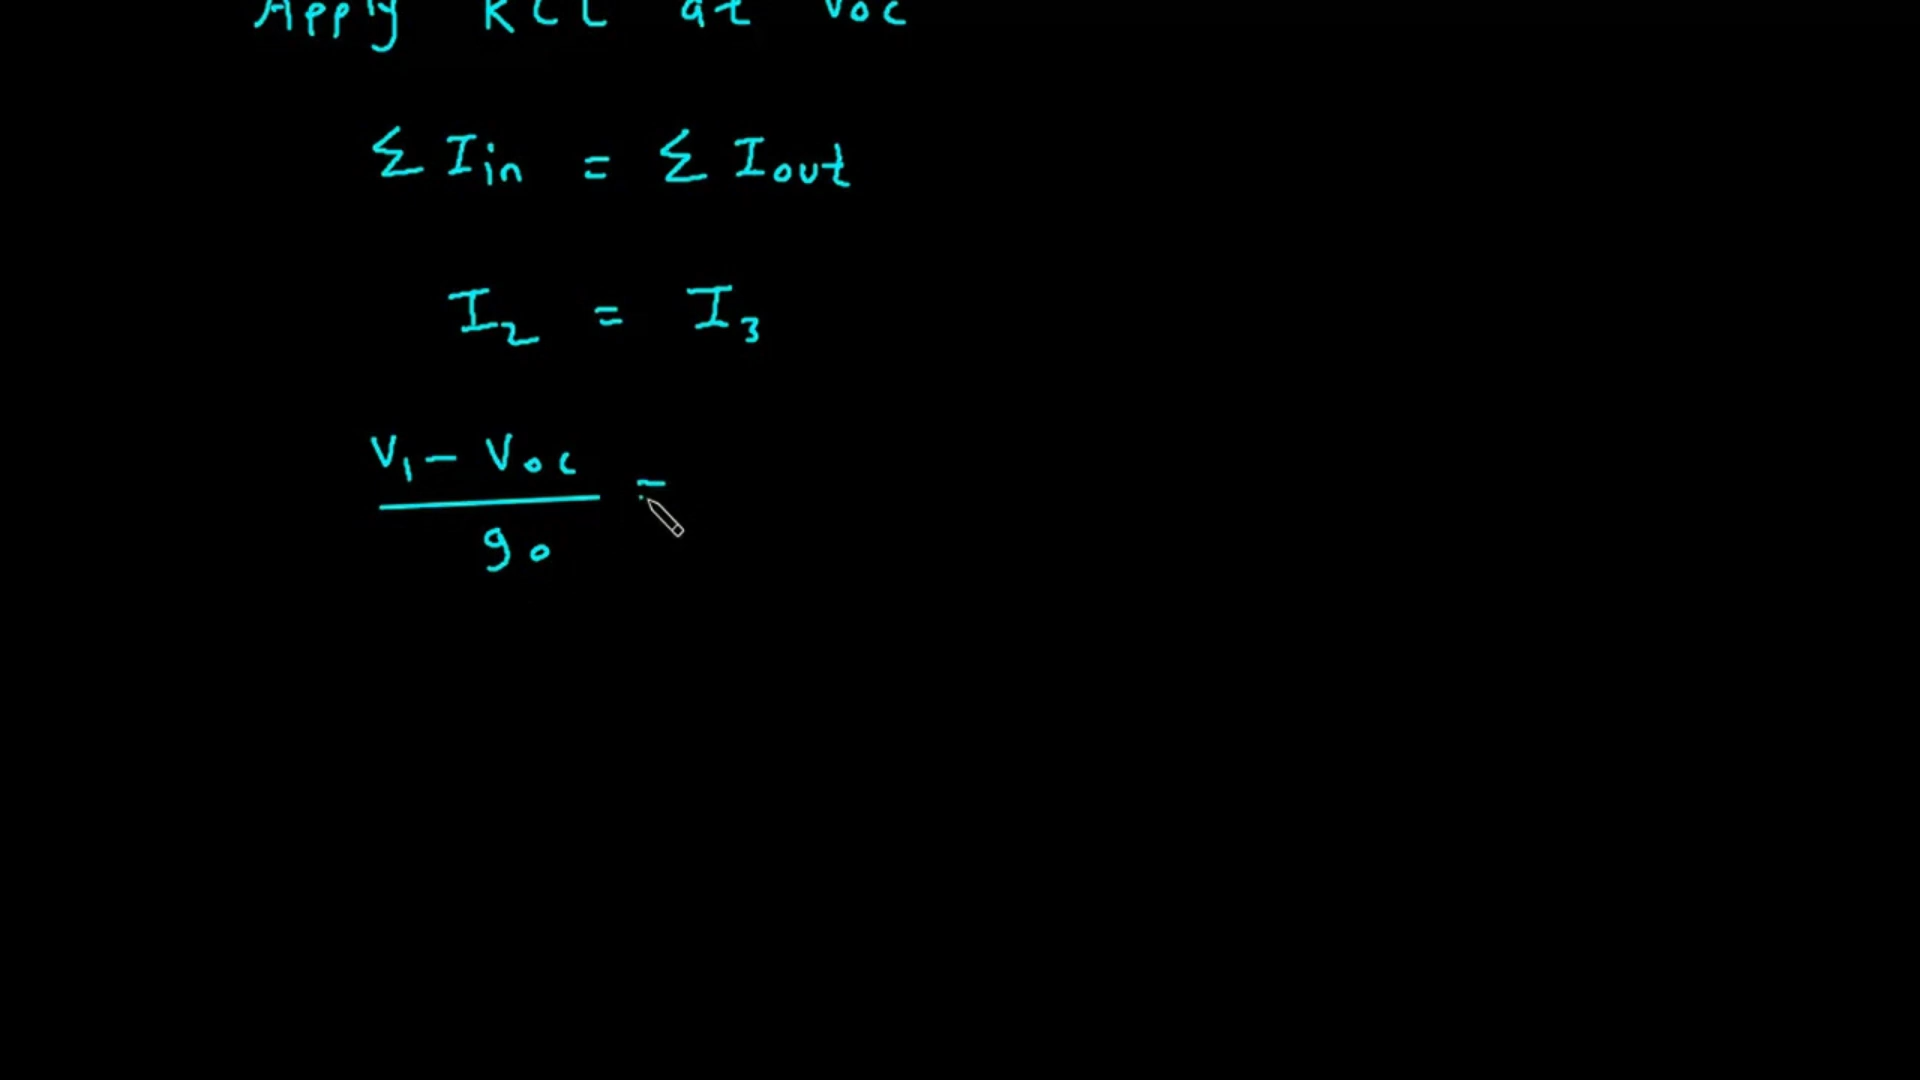 Apply KCL at Voc
Σ Iin = Σ Iout
I2 = I3
V1 - Voc =
90